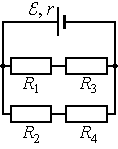 ℰ, r
R₁ R₃
R₂ R₄